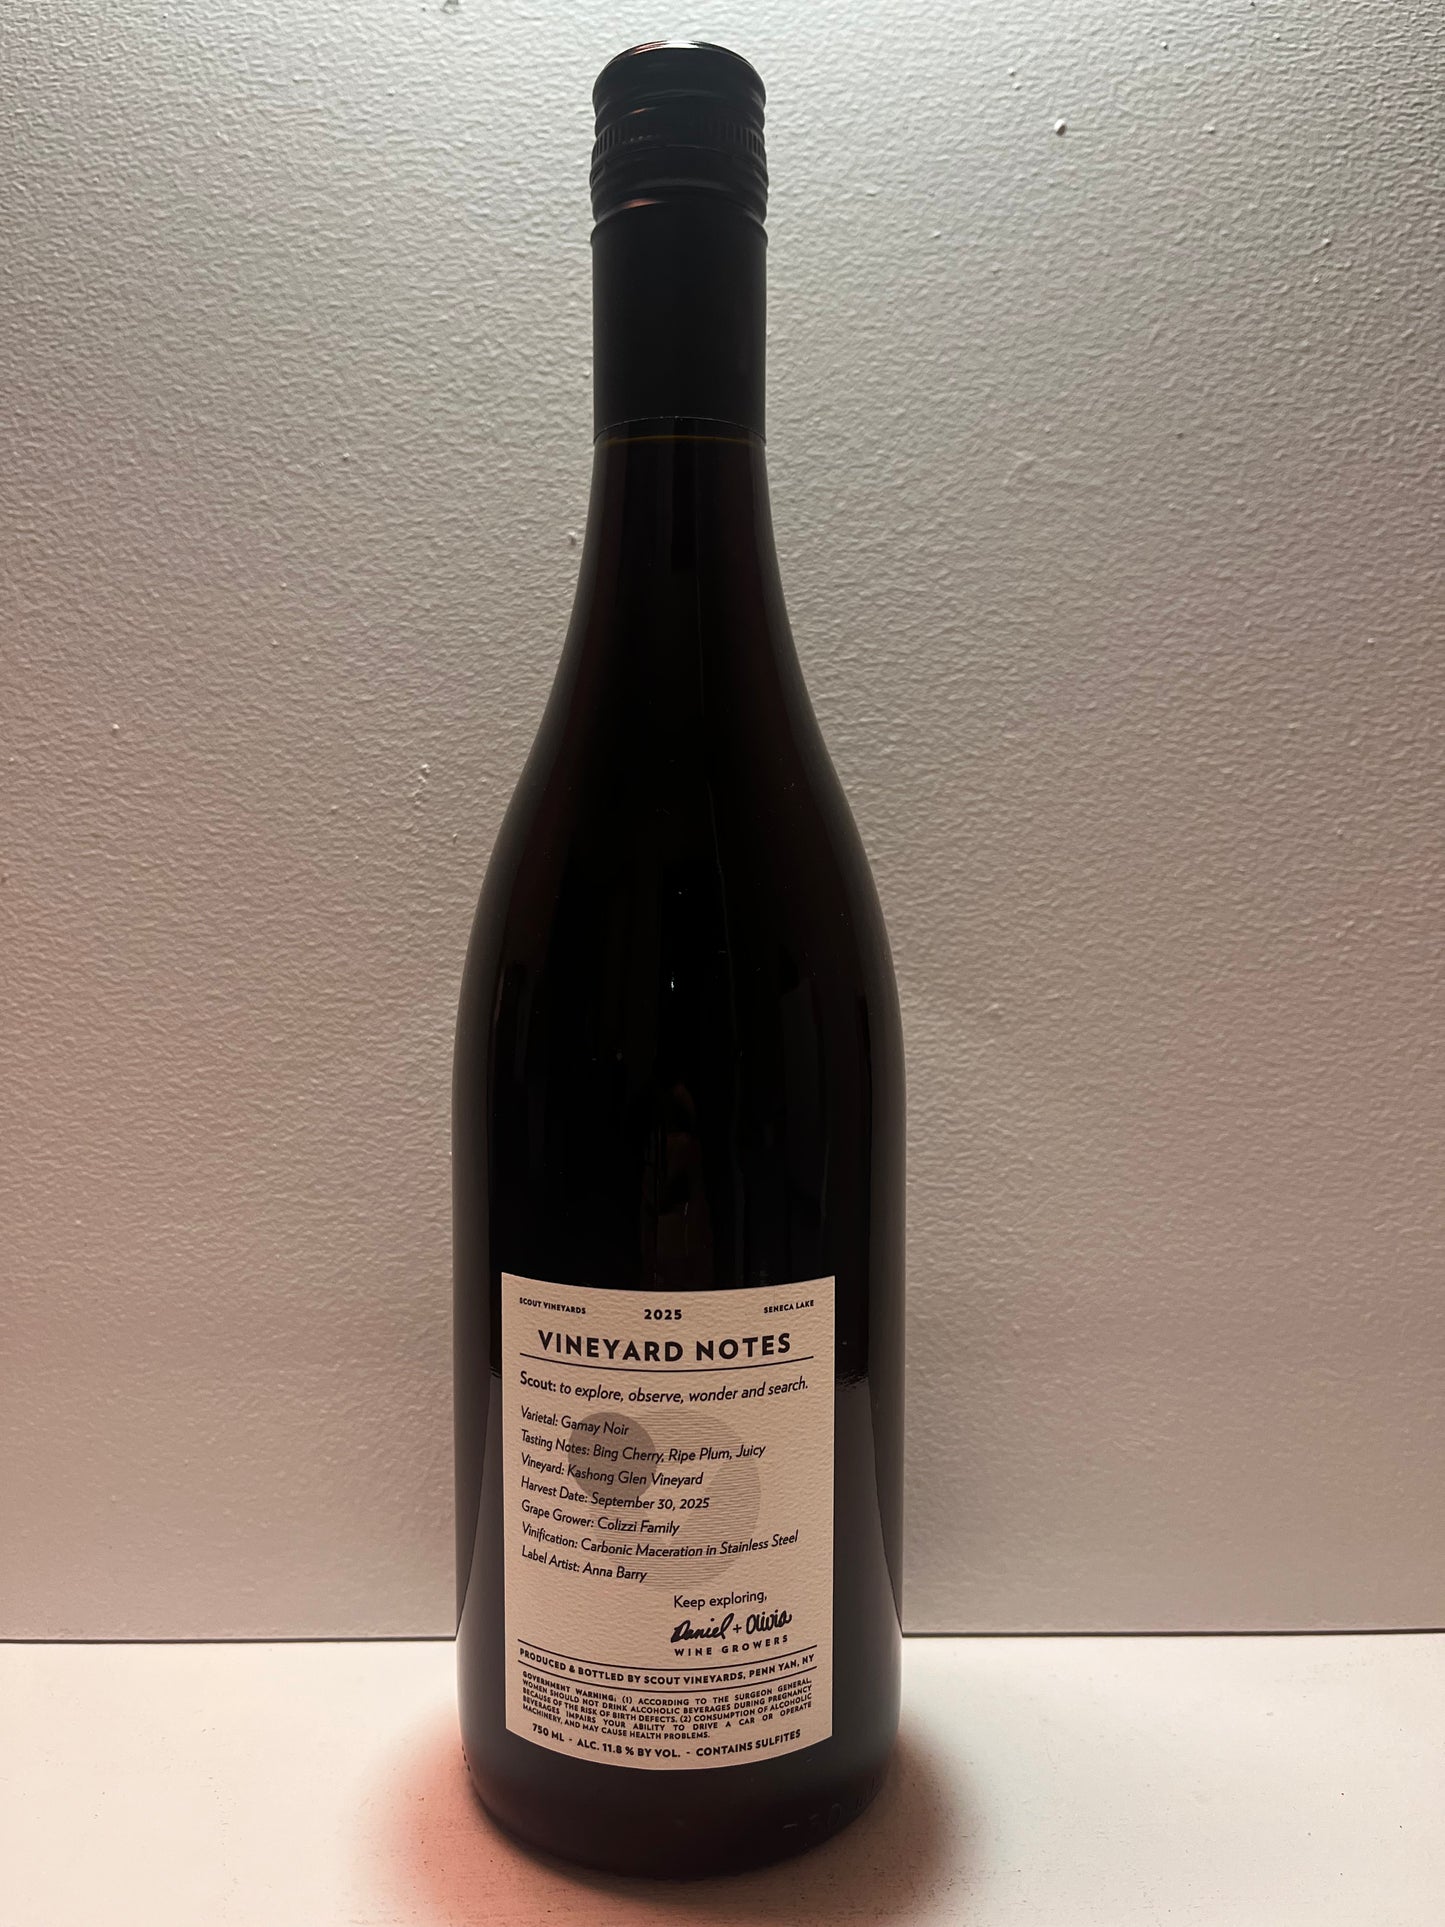 SCOUT VINEYARDS 2025 SENECA LAKE
VINEYARD NOTES
Scout: to explore, observe, wonder and search.
Varietal: Gamay Noir
Tasting Notes: Bing Cherry, Ripe Plum, Juicy
Vineyard: Kashong Glen Vineyard
Harvest Date: September 30, 2025
Grape Grower: Colizzi Family
Vinification: Carbonic Maceration in Stainless Steel
Label Artist: Anna Barry
Keep exploring,
Daniel + Olivia
WINE GROWERS
PRODUCED & BOTTLED BY SCOUT VINEYARDS, PENN YAN, NY
GOVERNMENT WARNING: (1) ACCORDING TO THE SURGEON GENERAL,
WOMEN SHOULD NOT DRINK ALCOHOLIC BEVERAGES DURING PREGNANCY
BECAUSE OF THE RISK OF BIRTH DEFECTS. (2) CONSUMPTION OF ALCOHOLIC
BEVERAGES IMPAIRS YOUR ABILITY TO DRIVE A CAR OR OPERATE
MACHINERY, AND MAY CAUSE HEALTH PROBLEMS.
750 ML - ALC. 11.8 % BY VOL. - CONTAINS SULFITES